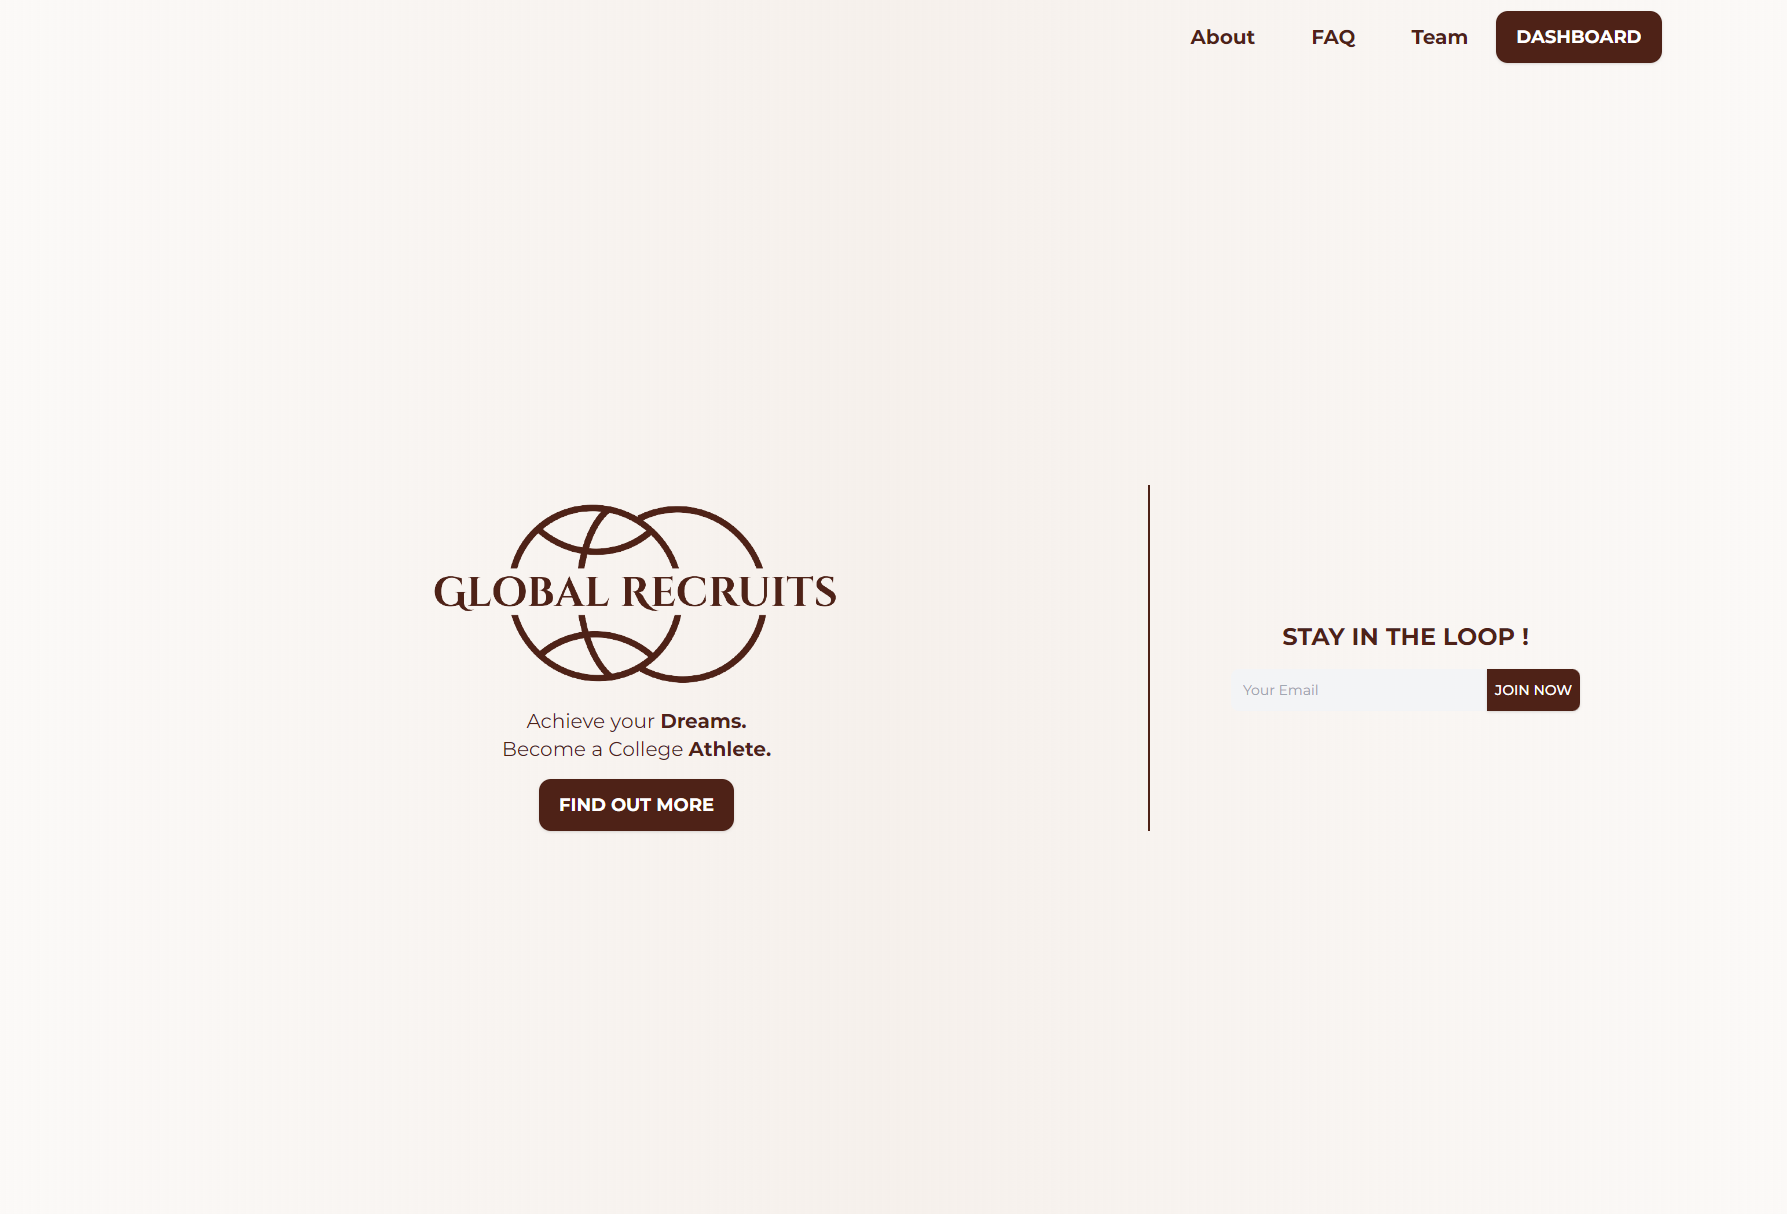 About FAQ Team DASHBOARD
GLOBAL RECRUITS
Achieve your Dreams.
Become a College Athlete.
FIND OUT MORE
STAY IN THE LOOP !
Your Email JOIN NOW